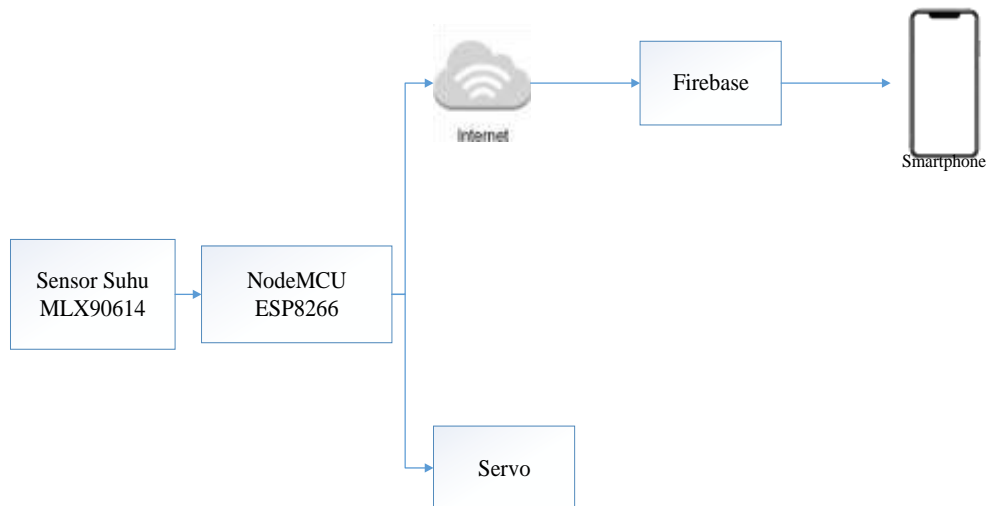 Internet
Firebase
Smartphone
Sensor Suhu
MLX90614
NodeMCU
ESP8266
Servo